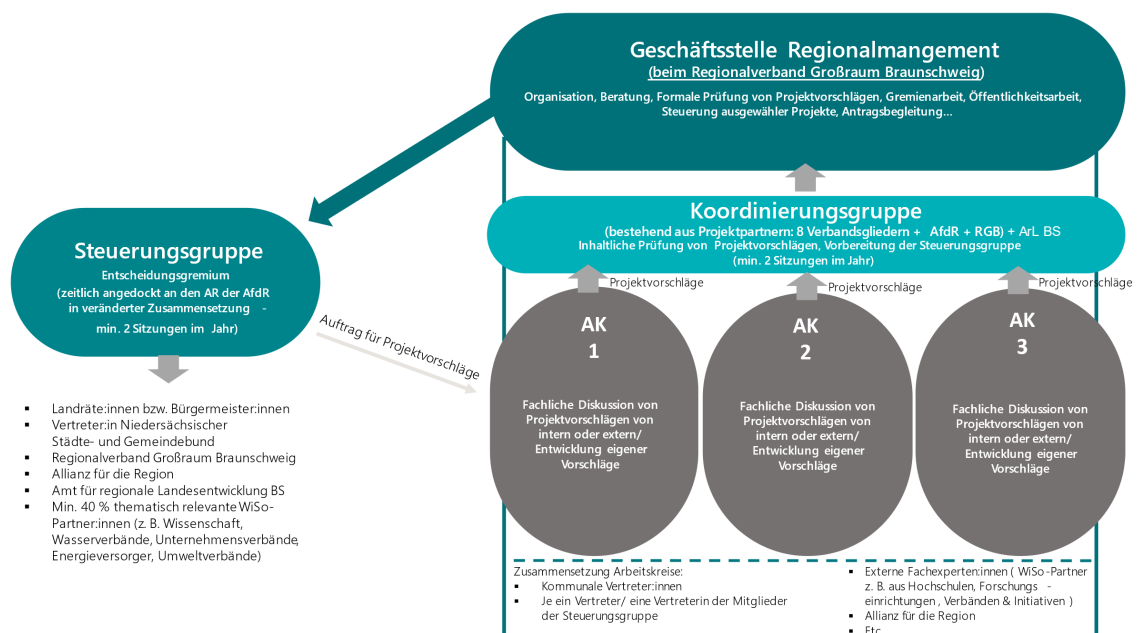 Geschäftsstelle Regionalmangement
(beim Regionalverband Großraum Braunschweig)
Organisation, Beratung, Formale Prüfung von Projektvorschlägen, Gremienarbeit, Öffentlichkeitsarbeit,
Steuerung ausgewähler Projekte, Antragsbegleitung...
Koordinierungsgruppe
(bestehend aus Projektpartnern: 8 Verbandsgliedern + AfdR + RGB) + ArL BS
Inhaltliche Prüfung von Projektvorschlägen, Vorbereitung der Steuerungsgruppe
(min. 2 Sitzungen im Jahr)
Steuerungsgruppe
Entscheidungsgremium
(zeitlich angedockt an den AR der AfdR
in veränderter Zusammensetzung -
min. 2 Sitzungen im Jahr)
Auftrag für Projektvorschläge
▪ Landräte:innen bzw. Bürgermeister:innen
▪ Vertreter:in Niedersächsischer
Städte- und Gemeindebund
▪ Regionalverband Großraum Braunschweig
▪ Allianz für die Region
▪ Amt für regionale Landesentwicklung BS
▪ Min. 40 % thematisch relevante WiSo-
Partner:innen (z. B. Wissenschaft,
Wasserverbände, Unternehmensverbände,
Energieversorger, Umweltverbände)
Projektvorschläge
AK
1
Fachliche Diskussion von
Projektvorschlägen von
intern oder extern/
Entwicklung eigener
Vorschläge
Projektvorschläge
AK
2
Fachliche Diskussion von
Projektvorschlägen von
intern oder extern/
Entwicklung eigener
Vorschläge
Projektvorschläge
AK
3
Fachliche Diskussion von
Projektvorschlägen von
intern oder extern/
Entwicklung eigener
Vorschläge
Zusammensetzung Arbeitskreise:
▪ Kommunale Vertreter:innen
▪ Je ein Vertreter/ eine Vertreterin der Mitglieder
der Steuerungsgruppe
▪ Externe Fachexperten:innen ( WiSo-Partner
z. B. aus Hochschulen, Forschungs -
einrichtungen, Verbänden & Initiativen )
▪ Allianz für die Region
▪ Etc